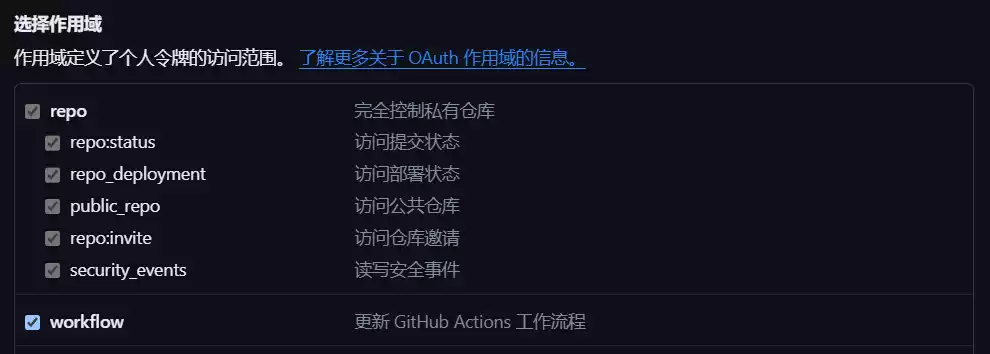 选择作用域
作用域定义了个人令牌的访问范围。 了解更多关于 OAuth 作用域的信息。
repo 完全控制私有仓库
repo:status 访问提交状态
repo_deployment 访问部署状态
public_repo 访问公共仓库
repo:invite 访问仓库邀请
security_events 读写安全事件
workflow 更新 GitHub Actions 工作流程